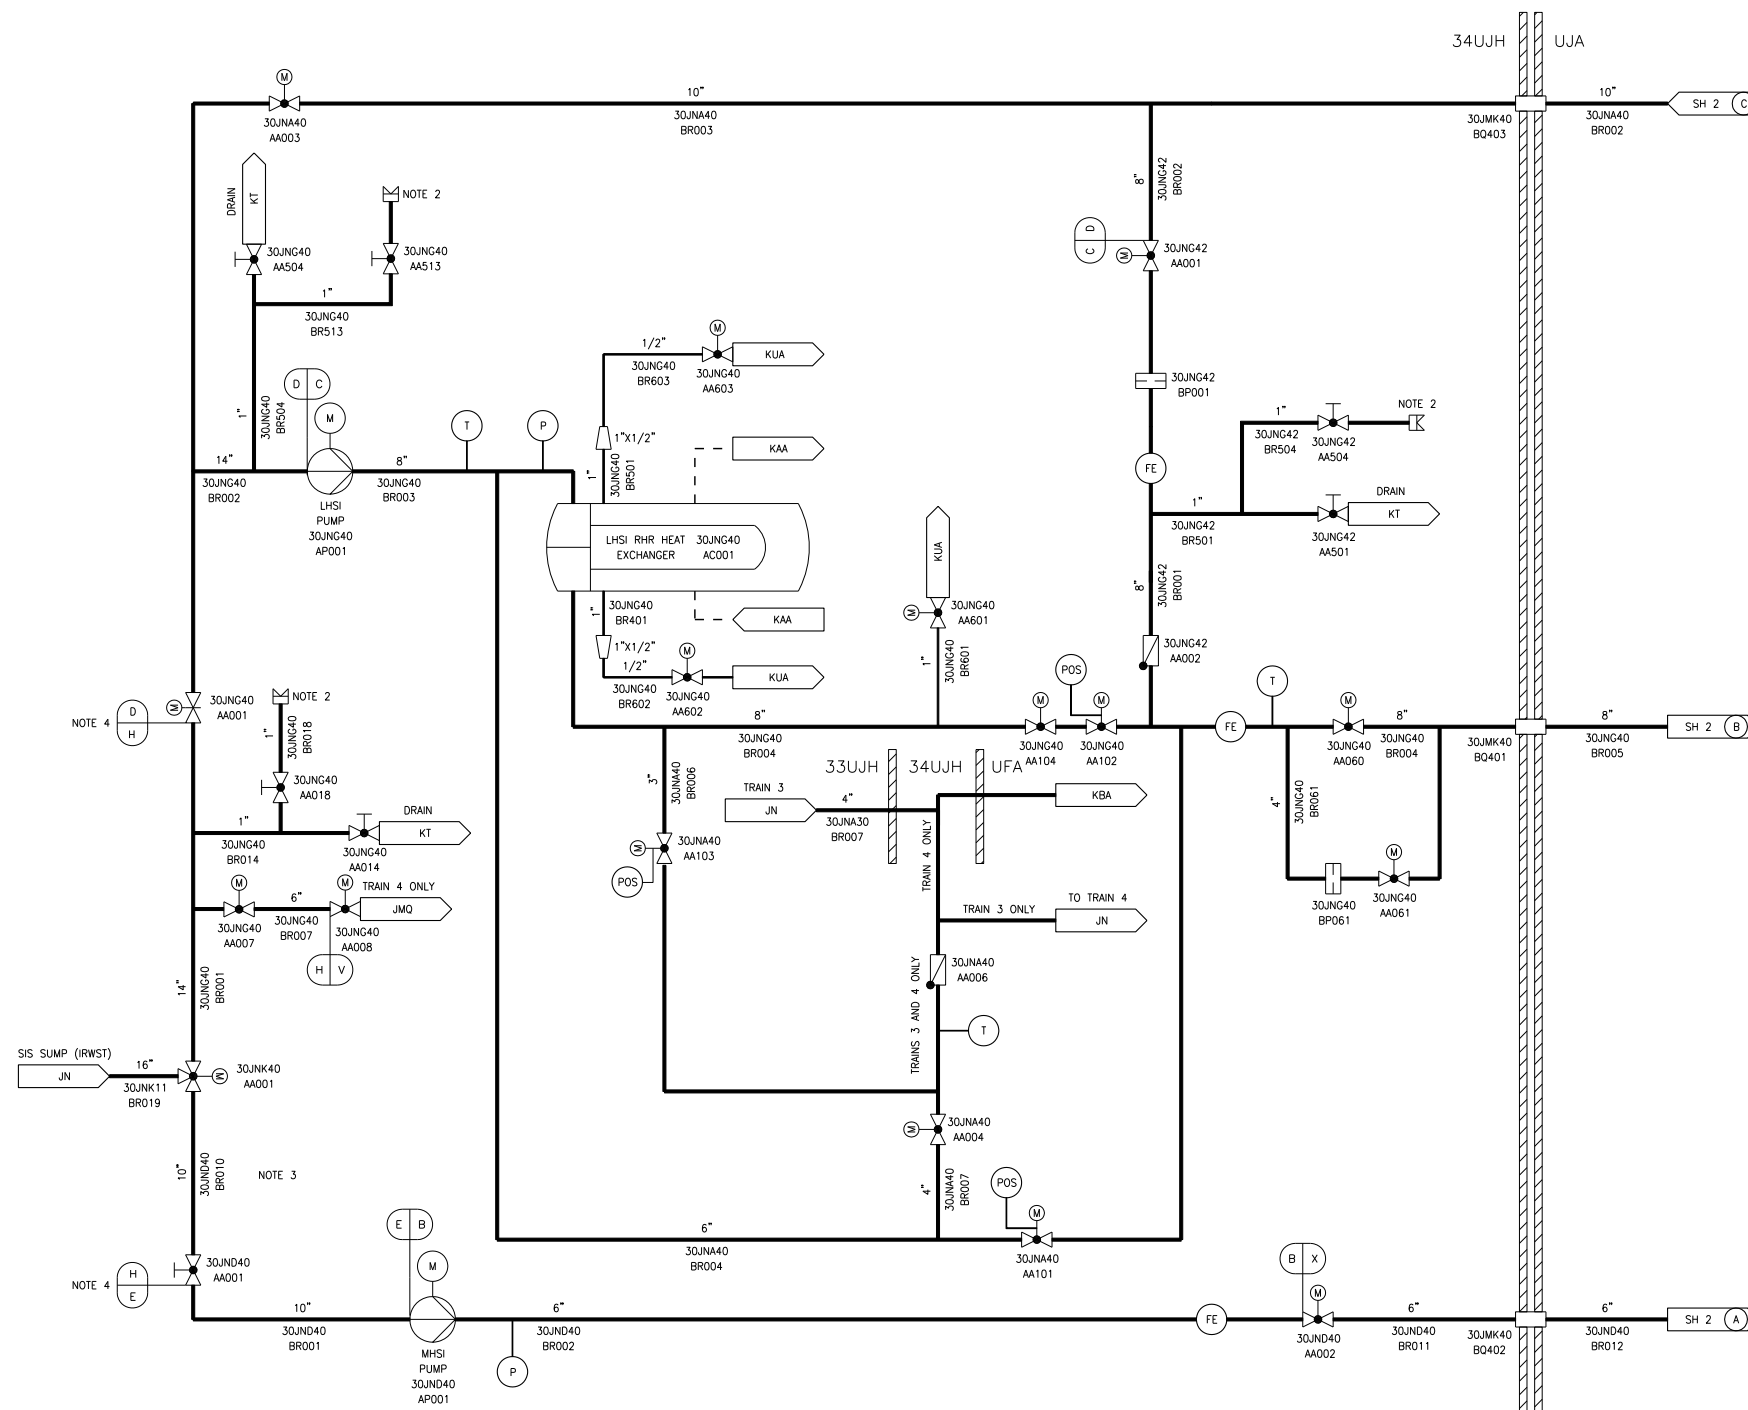 34UJH
UJA
M
30JNA40
AA003
10"
30JNA40
BR003
30JMK40
BQ403
10"
30JNA40
BR002
SH 2
C
DRAIN
KT
NOTE 2
30JNG40
AA504
30JNG40
AA513
1"
30JNG40
BR513
1"
30JNG40
BR504
D
C
M
14"
30JNG40
BR002
LHSI
PUMP
30JNG40
AP001
8"
30JNG40
BR003
T
P
1/2"
30JNG40
BR603
M
30JNG40
AA603
KUA
1"X1/2"
1"
30JNG40
BR501
KAA
LHSI RHR HEAT
EXCHANGER
30JNG40
AC001
1"
30JNG40
BR401
KAA
1"X1/2"
1/2"
30JNG40
BR602
M
30JNG40
AA602
KUA
KUA
M
30JNG40
AA601
1"
30JNG40
BR601
8"
30JNG42
BR002
D
C
M
30JNG42
AA001
30JNG42
BP001
FE
1"
30JNG42
BR504
30JNG42
AA504
NOTE 2
1"
30JNG42
BR501
30JNG42
AA501
DRAIN
KT
8"
30JNG42
BR001
30JNG42
AA002
NOTE 4
D
H
M
30JNG40
AA001
NOTE 2
1"
30JNG40
BR018
30JNG40
AA018
1"
30JNG40
BR014
30JNG40
AA014
DRAIN
KT
M
30JNG40
AA007
6"
30JNG40
BR007
M
30JNG40
AA008
TRAIN 4 ONLY
JMQ
H
V
14"
30JNG40
BR001
SIS SUMP (IRWST)
JN
16"
30JNK11
BR019
30JNK40
AA001
M
10"
30JND40
BR010
NOTE 3
NOTE 4
H
E
30JND40
AA001
10"
30JND40
BR001
E
B
M
MHSI
PUMP
30JND40
AP001
P
6"
30JND40
BR002
8"
30JNG40
BR004
M
30JNG40
AA104
POS
M
30JNG40
AA102
FE
T
M
30JNG40
AA060
8"
30JNG40
BR004
30JMK40
BQ401
8"
30JNG40
BR005
SH 2
B
4"
30JNG40
BR061
30JNG40
BP061
M
30JNG40
AA061
3"
30JNA40
BR006
M
30JNA40
AA103
POS
33UJH
34UJH
UFA
TRAIN 3
JN
4"
30JNA30
BR007
KBA
TRAIN 4 ONLY
TRAIN 3 ONLY
TO TRAIN 4
JN
TRAINS 3 AND 4 ONLY
30JNA40
AA006
T
M
30JNA40
AA004
4"
30JNA40
BR007
6"
30JNA40
BR004
POS
M
30JNA40
AA101
FE
B
X
M
30JND40
AA002
6"
30JND40
BR011
30JMK40
BQ402
6"
30JND40
BR012
SH 2
A